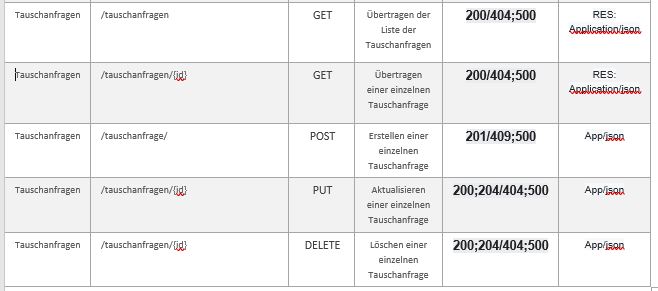 Tauschanfragen /tauschanfragen GET Übertragen der 200/404;500 RES:
Liste der Application/json
Tauschanfragen
Tauschanfragen /tauschanfragen/{id} GET Übertragen 200/404;500 RES:
einer einzelnen Application/json
Tauschanfrage
Tauschanfragen /tauschanfrage/ POST Erstellen einer 201/409;500 App/json
einzelnen
Tauschanfrage
Tauschanfragen /tauschanfragen/{id} PUT Aktualisieren 200;204/404;500 App/json
einer einzelnen
Tauschanfrage
Tauschanfragen /tauschanfragen/{id} DELETE Löschen einer 200;204/404;500 App/json
einzelnen
Tauschanfrage